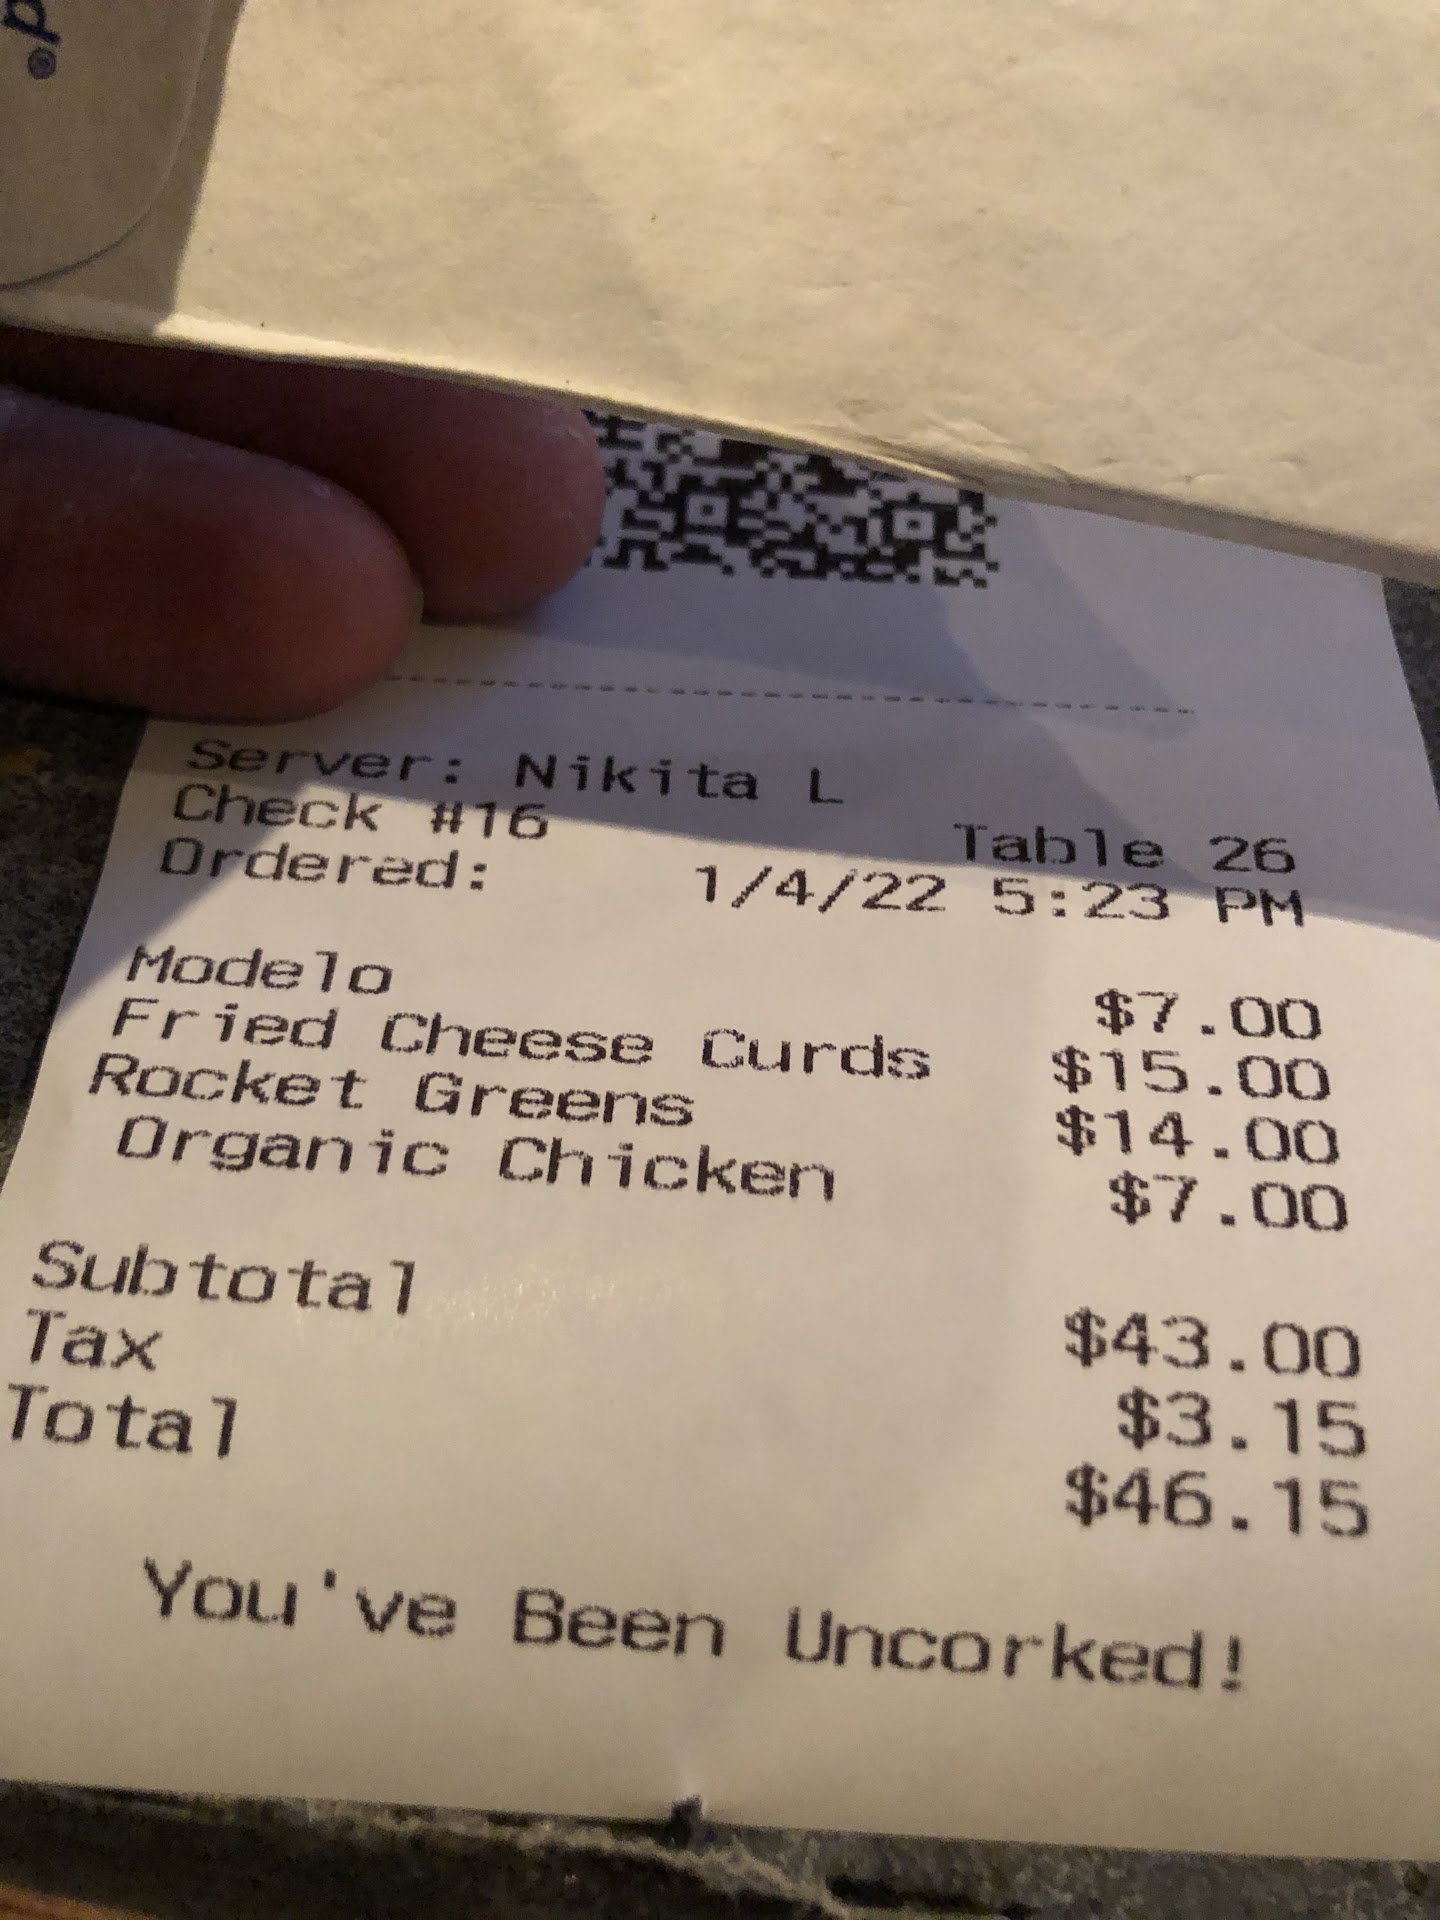 Server: Nikita L
Check #16 Table 26
Ordered: 1/4/22 5:23 PM
Modelo $7.00
Fried Cheese Curds $15.00
Rocket Greens $14.00
Organic Chicken $7.00
Subtotal $43.00
Tax $3.15
Total $46.15
You've Been Uncorked!